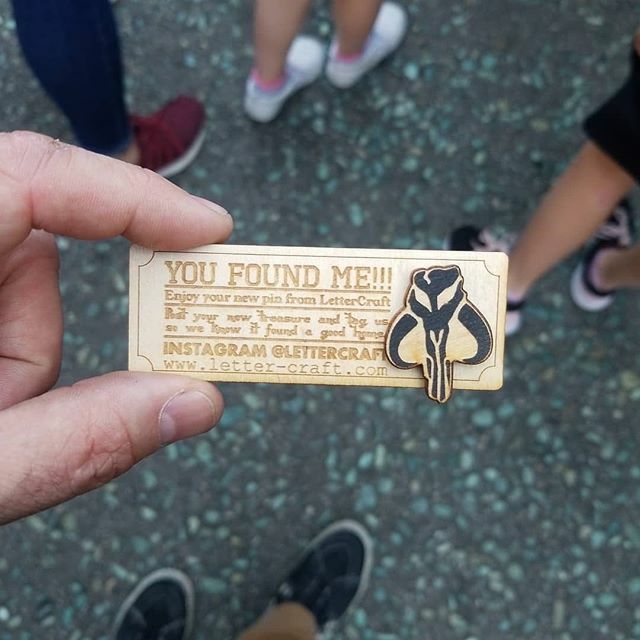 YOU FOUND ME!!!
Enjoy your new pin from LetterCraft
your new treasure and tag us
so we know it found a good home
INSTAGRAM @LETTERCRAF
www.letter-craft.com